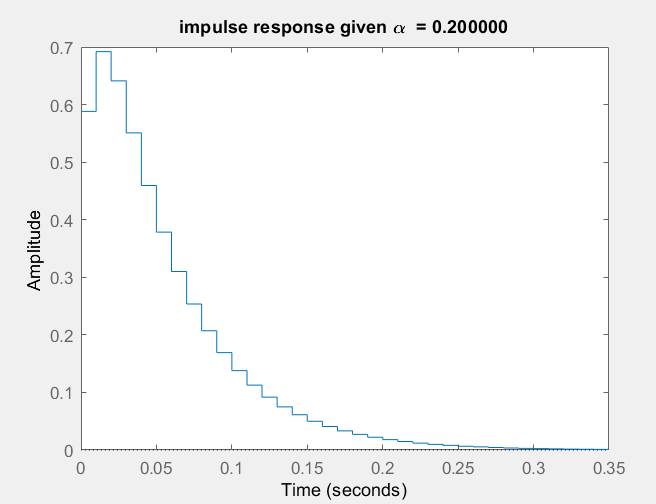 impulse response given α = 0.200000
0.7
0.6
0.5
0.4
0.3
0.2
0.1
0
Amplitude
0 0.05 0.1 0.15 0.2 0.25 0.3 0.35
Time (seconds)